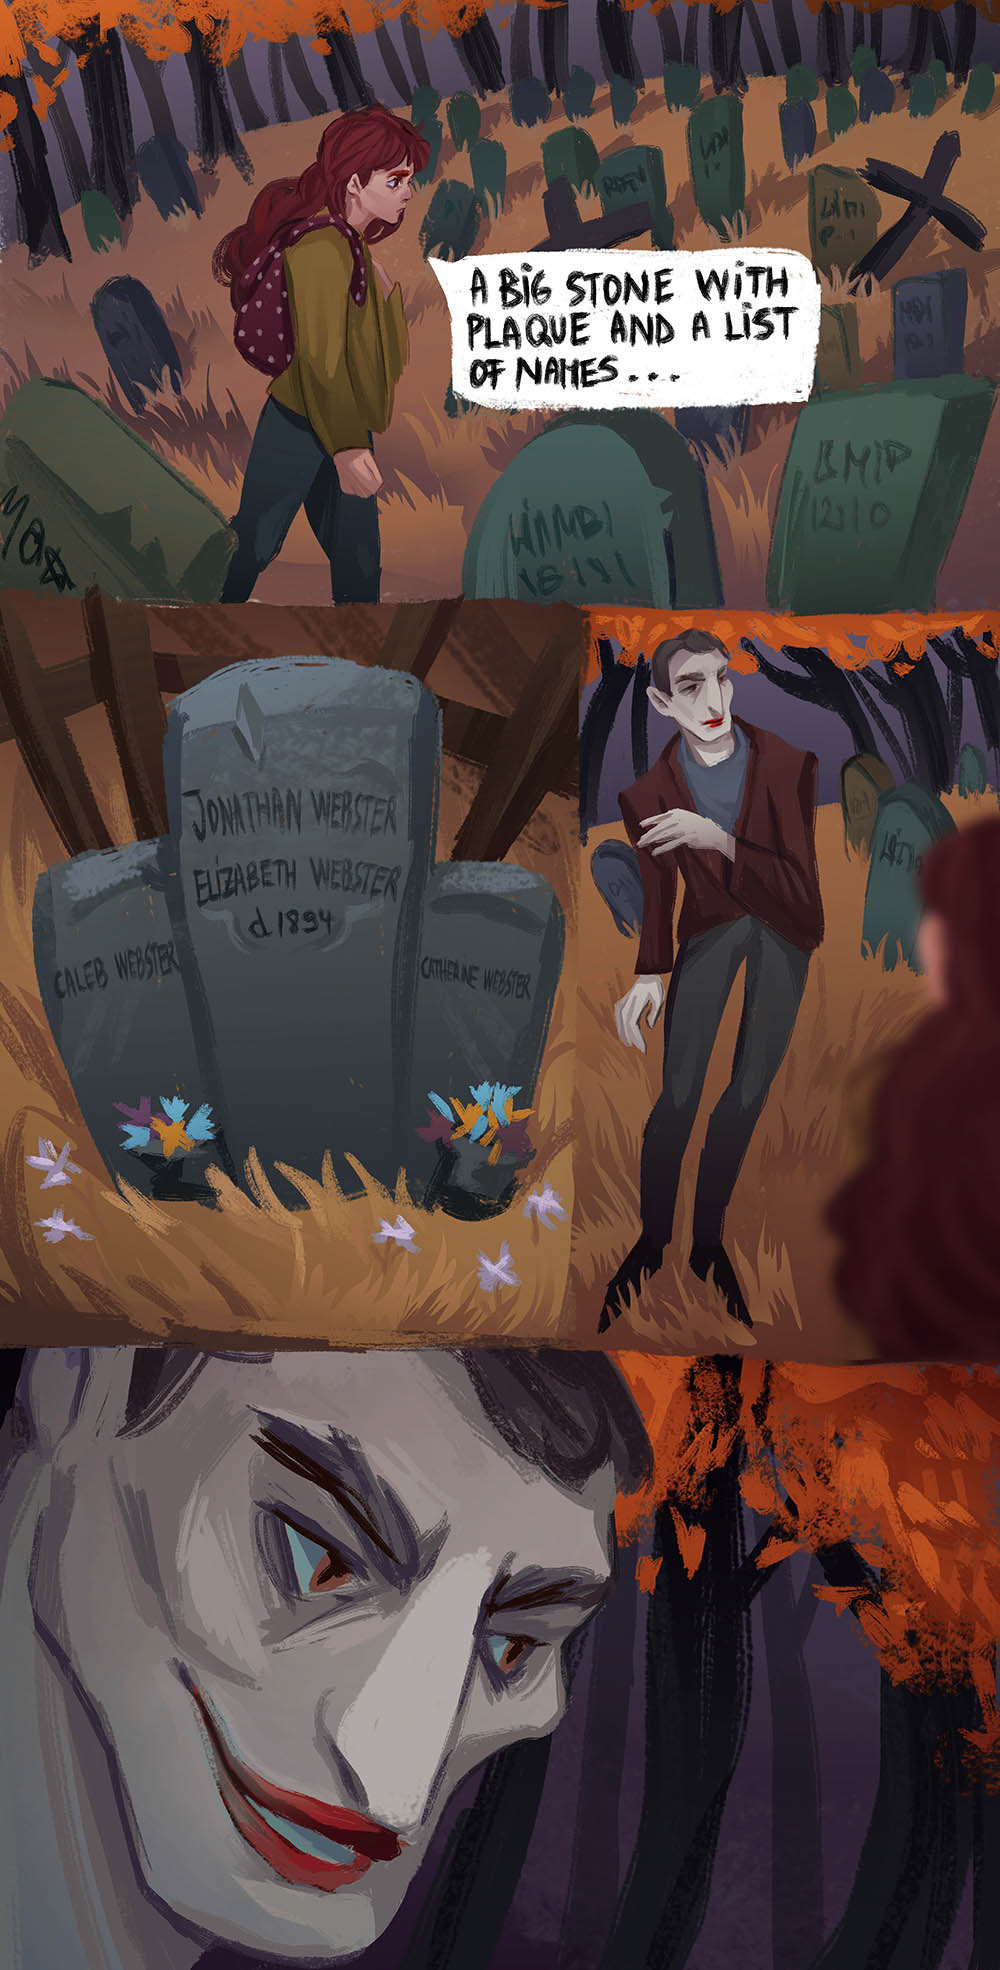 A BIG STONE WITH
PLAQUE AND A LIST
OF NAMES...
JONATHAN WEBSTER
ELIZABETH WEBSTER
d 1894
CALEB WEBSTER
CATHERINE WEBSTER